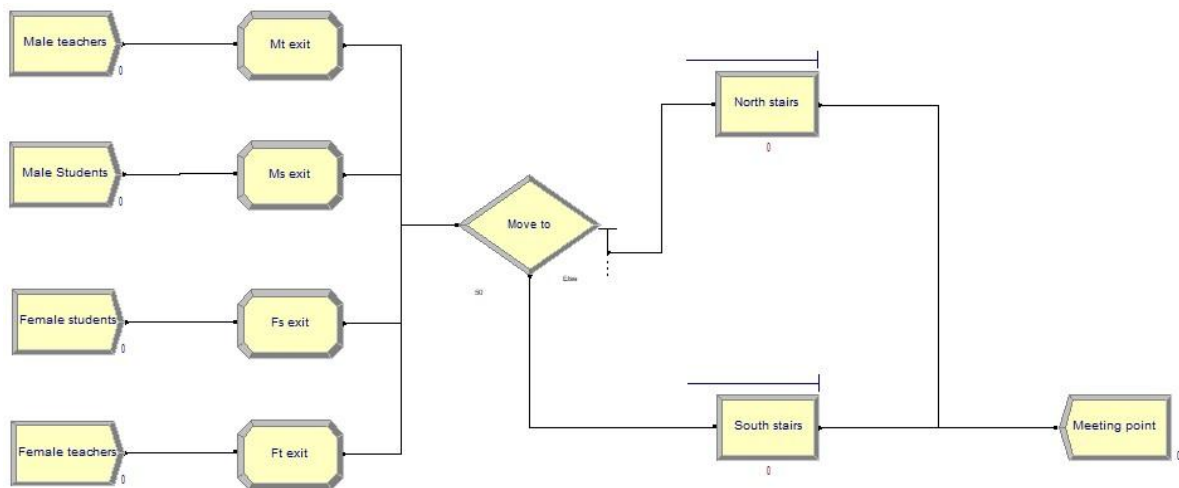 Male teachers
0
Mt exit
Male Students
0
Ms exit
Female students
0
Fs exit
Female teachers
0
Ft exit
Move to
50
Else
North stairs
0
South stairs
0
Meeting point
0